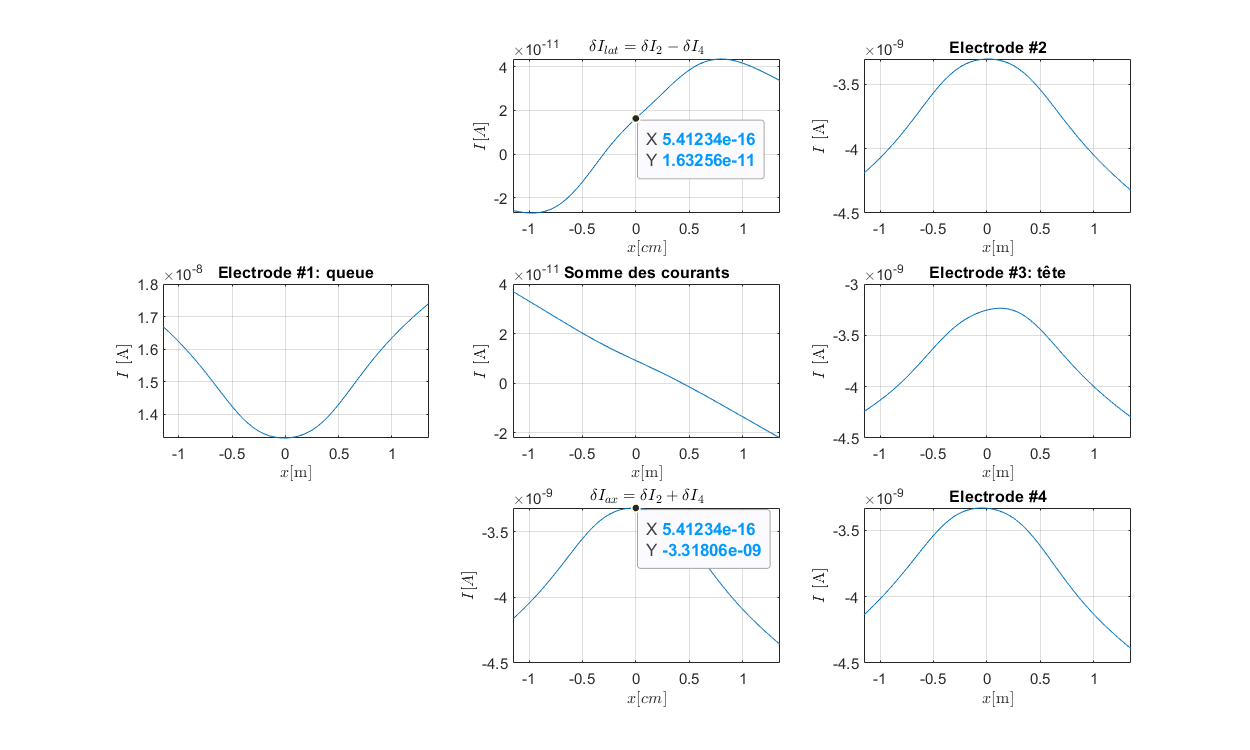 ×10⁻¹¹ δI_lat = δI₂ − δI₄
4
2
0
-2
I [A]
X 5.41234e-16
Y 1.63256e-11
-1 -0.5 0 0.5 1
x[cm]
×10⁻⁹ Electrode #2
-3.5
-4
-4.5
I [A]
-1 -0.5 0 0.5 1
x[m]
×10⁻⁸ Electrode #1: queue
1.8
1.7
1.6
1.5
1.4
I [A]
-1 -0.5 0 0.5 1
x[m]
×10⁻¹¹ Somme des courants
4
2
0
-2
I [A]
-1 -0.5 0 0.5 1
x[m]
×10⁻⁹ Electrode #3: tête
-3
-3.5
-4
-4.5
I [A]
-1 -0.5 0 0.5 1
x[m]
×10⁻⁹ δI_ax = δI₂ + δI₄
-3.5
-4
-4.5
I [A]
X 5.41234e-16
Y -3.31806e-09
-1 -0.5 0 0.5 1
x[cm]
×10⁻⁹ Electrode #4
-3.5
-4
-4.5
I [A]
-1 -0.5 0 0.5 1
x[m]